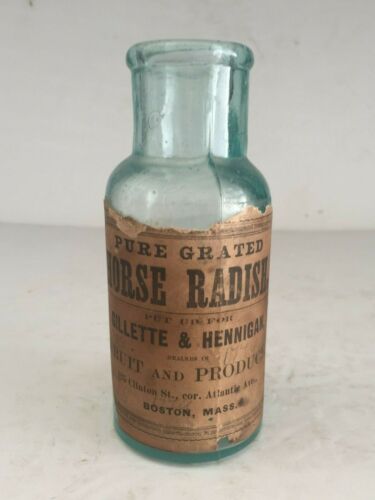 PURE GRATED
HORSE RADISH
PUT UP FOR
GILLETTE & HENNIGAN,
DEALERS IN
FRUIT AND PRODUCE
Clinton St., cor. Atlantic Ave.,
BOSTON, MASS.